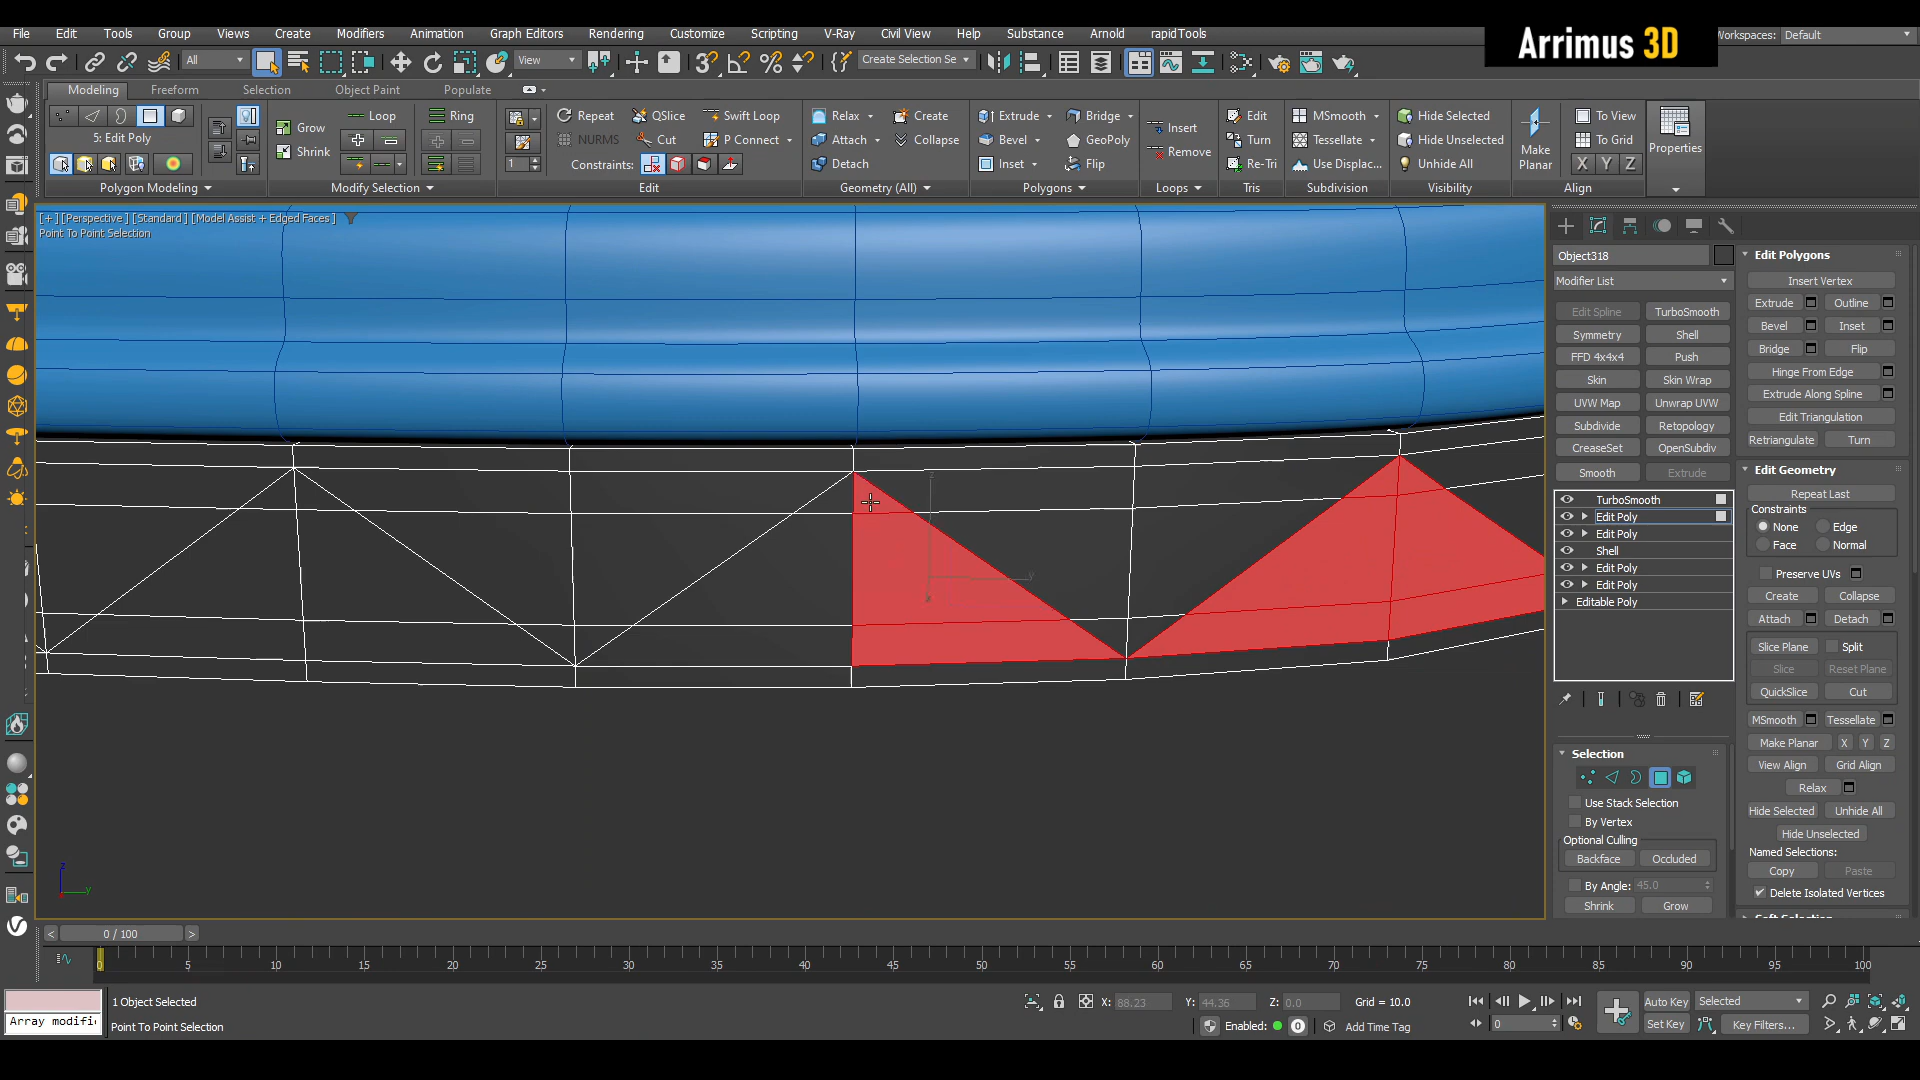 File Edit Tools Group Views Create Modifiers Animation Graph Editors Rendering Customize Scripting V-Ray Civil View Help Substance Arnold rapidTools
Arrimus 3D
Workspaces: Default
All View Create Selection Se
Modeling Freeform Selection Object Paint Populate
Loop Ring Repeat QSlice Swift Loop Relax Create Extrude Bridge Edit MSmooth Hide Selected To View
5: Edit Poly Grow NURMS Cut P Connect Attach Collapse Bevel GeoPoly Insert Turn Tessellate Hide Unselected To Grid
Shrink 1 Constraints: Detach Inset Flip Remove Re-Tri Use Displac... Unhide All Make Planar X Y Z Properties
Polygon Modeling Modify Selection Edit Geometry (All) Polygons Loops Tris Subdivision Visibility Align
[+] [Perspective ] [Standard ] [Model Assist + Edged Faces ]
Point To Point Selection
z
y
z
y
Object318
Modifier List
Edit Spline TurboSmooth
Symmetry Shell
FFD 4x4x4 Push
Skin Skin Wrap
UVW Map Unwrap UVW
Subdivide Retopology
CreaseSet OpenSubdiv
Smooth Extrude
TurboSmooth
Edit Poly
Edit Poly
Shell
Edit Poly
Edit Poly
Editable Poly
Selection
Use Stack Selection
By Vertex
Optional Culling
Backface Occluded
By Angle: 45.0
Shrink Grow
Edit Polygons
Insert Vertex
Extrude Outline
Bevel Inset
Bridge Flip
Hinge From Edge
Extrude Along Spline
Edit Triangulation
Retriangulate Turn
Edit Geometry
Repeat Last
Constraints
None Edge
Face Normal
Preserve UVs
Create Collapse
Attach Detach
Slice Plane Split
Slice Reset Plane
QuickSlice Cut
MSmooth Tessellate
Make Planar X Y Z
View Align Grid Align
Relax
Hide Selected Unhide All
Hide Unselected
Named Selections:
Copy Paste
Delete Isolated Vertices
Soft Selection
< 0 / 100 >
0 5 10 15 20 25 30 35 40 45 50 55 60 65 70 75 80 85 90 95 100
1 Object Selected X: 88.23 Y: 44.36 Z: 0.0 Grid = 10.0 Auto Key Selected
Array modifi
Point To Point Selection Enabled: 0 Add Time Tag 0 Set Key Key Filters...